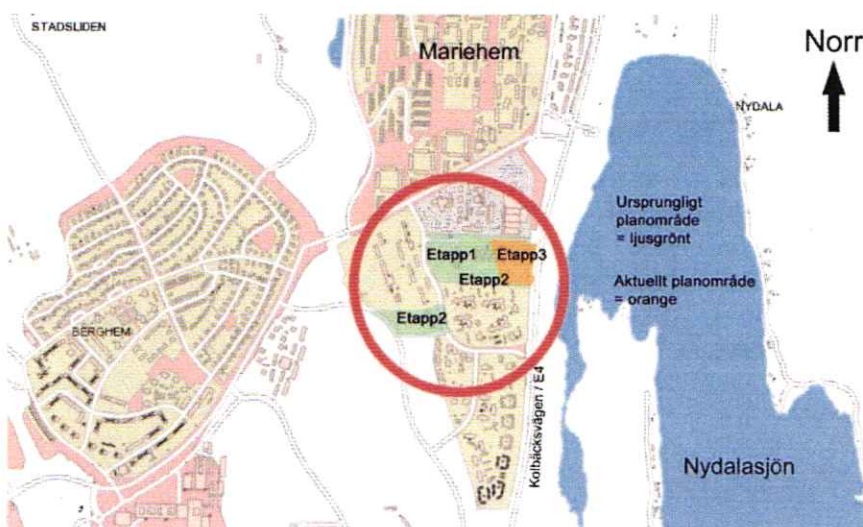 STADSLIDEN
Mariehem
Norr
NYDALA
Ursprungligt
planområde
= ljusgrönt
Etapp1
Etapp3
Etapp2
Aktuellt planområde
= orange
Etapp2
BERGHEM
Kolbäcksvägen / E4
Nydalasjön